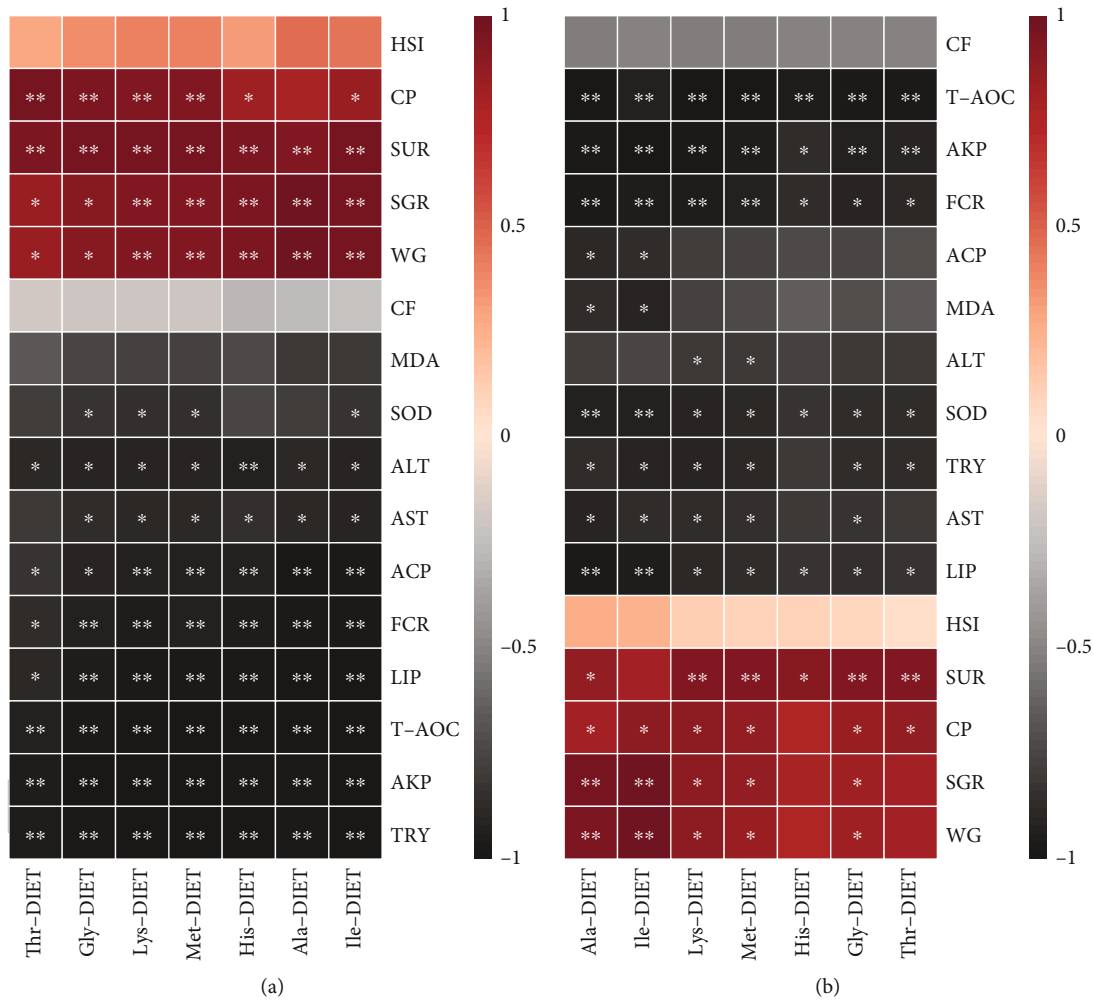 HSI
** ** ** ** * * CP
** ** ** ** ** ** ** SUR
* * ** ** ** ** ** SGR
* * ** ** ** ** ** WG
CF
MDA
* * * * SOD
* * * * ** * * ALT
* * * * * * AST
* * ** ** ** ** ** ACP
* ** ** ** ** ** ** FCR
* ** ** ** ** ** ** LIP
** ** ** ** ** ** ** T-AOC
** ** ** ** ** ** ** AKP
** ** ** ** ** ** ** TRY
Thr-DIET
Gly-DIET
Lys-DIET
Met-DIET
His-DIET
Ala-DIET
Ile-DIET
1
0.5
0
-0.5
-1
(a)
CF
** ** ** ** ** ** ** T-AOC
** ** ** ** * ** ** AKP
** ** ** ** * * * FCR
* * ACP
* * MDA
* * ALT
** ** * * * * * SOD
* * * * * * TRY
* * * * * AST
** ** * * * * * LIP
HSI
* ** ** * ** ** SUR
* * * * * * CP
** ** * * * SGR
** ** * * * WG
Ala-DIET
Ile-DIET
Lys-DIET
Met-DIET
His-DIET
Gly-DIET
Thr-DIET
1
0.5
0
-0.5
-1
(b)